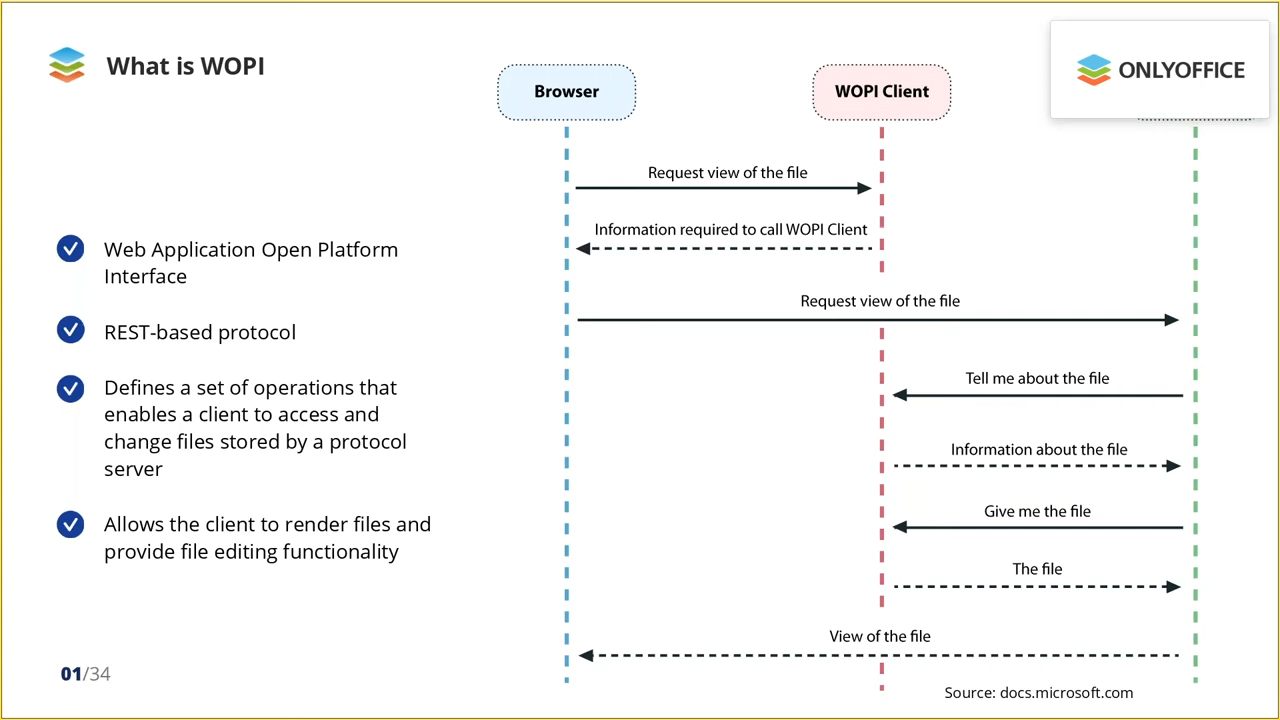 What is WOPI
ONLYOFFICE
Browser
WOPI Client
Request view of the file
Information required to call WOPI Client
Request view of the file
Tell me about the file
Information about the file
Give me the file
The file
View of the file
Web Application Open Platform
Interface
REST-based protocol
Defines a set of operations that
enables a client to access and
change files stored by a protocol
server
Allows the client to render files and
provide file editing functionality
01/34
Source: docs.microsoft.com